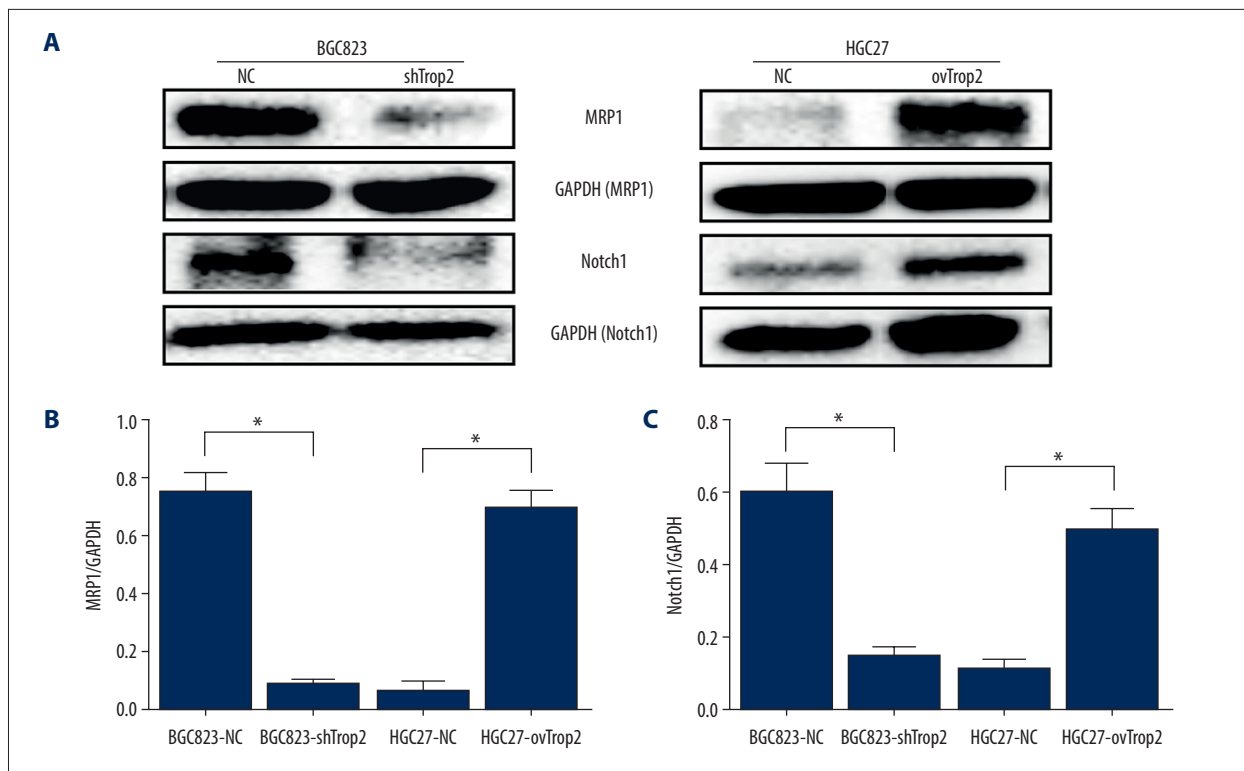 A
BGC823
HGC27
NC shTrop2
NC ovTrop2
MRP1
GAPDH (MRP1)
Notch1
GAPDH (Notch1)
B
MRP1/GAPDH
1.0
0.8
0.6
0.4
0.2
0.0
*
*
BGC823-NC BGC823-shTrop2 HGC27-NC HGC27-ovTrop2
C
Notch1/GAPDH
0.8
0.6
0.4
0.2
0.0
*
*
BGC823-NC BGC823-shTrop2 HGC27-NC HGC27-ovTrop2